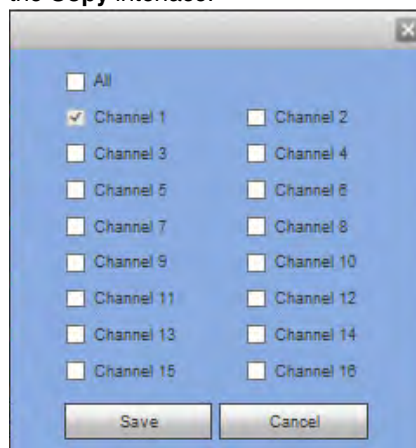 the Copy interface.
All
Channel 1 Channel 2
Channel 3 Channel 4
Channel 5 Channel 6
Channel 7 Channel 8
Channel 9 Channel 10
Channel 11 Channel 12
Channel 13 Channel 14
Channel 15 Channel 16
Save Cancel